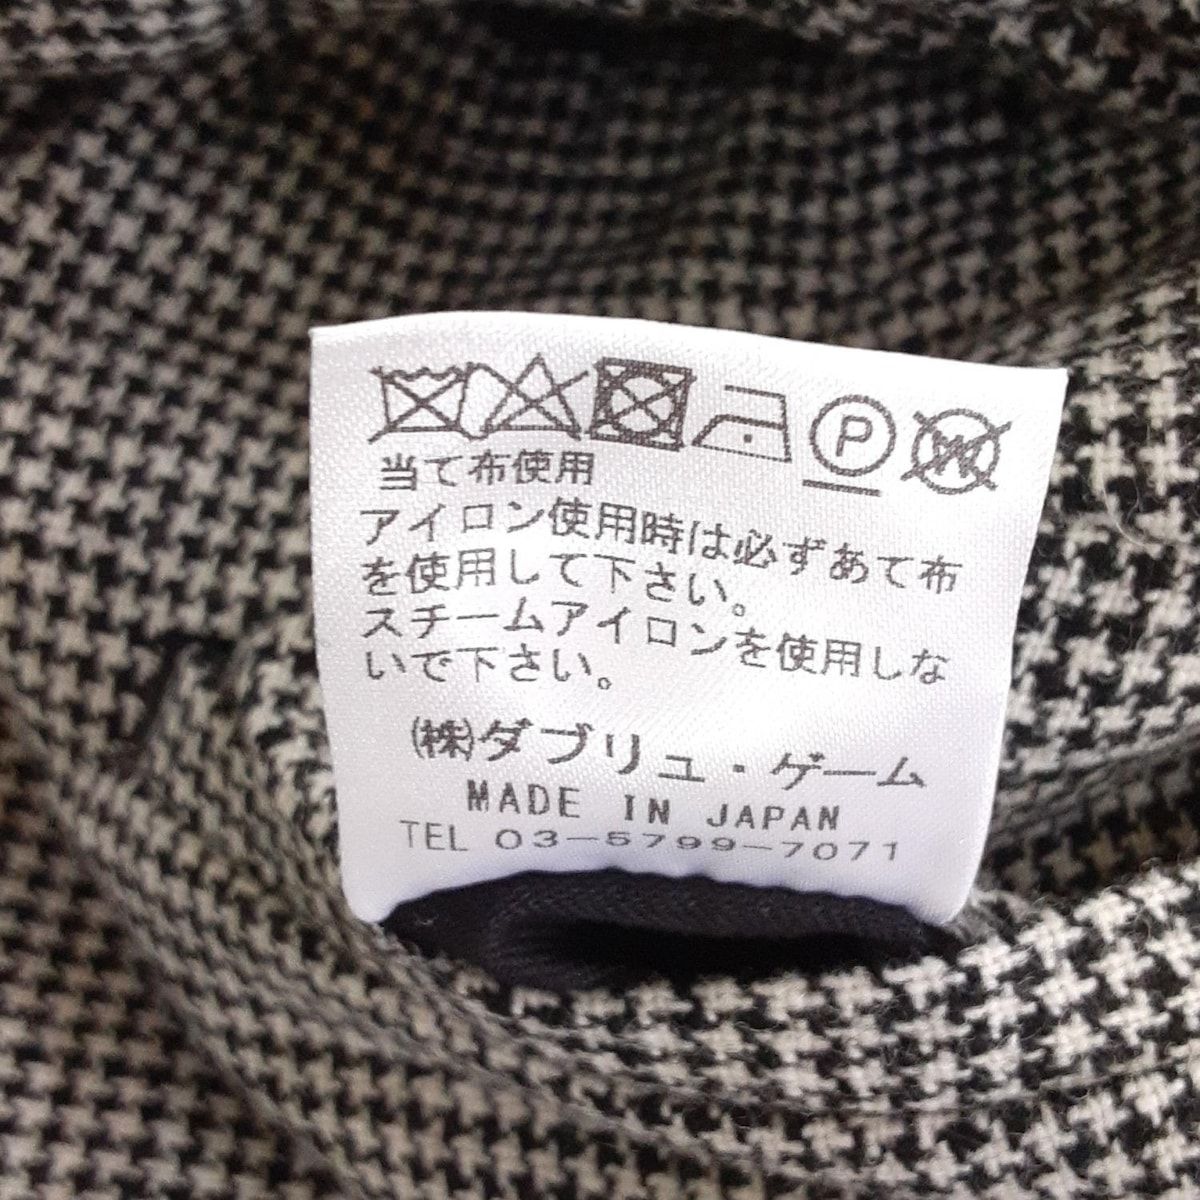 P
W
当て布使用
アイロン使用時は必ずあて布
を使用して下さい。
スチームアイロンを使用しな
いで下さい。
㈱ダブリュ・ゲーム
MADE IN JAPAN
TEL 03-5799-7071